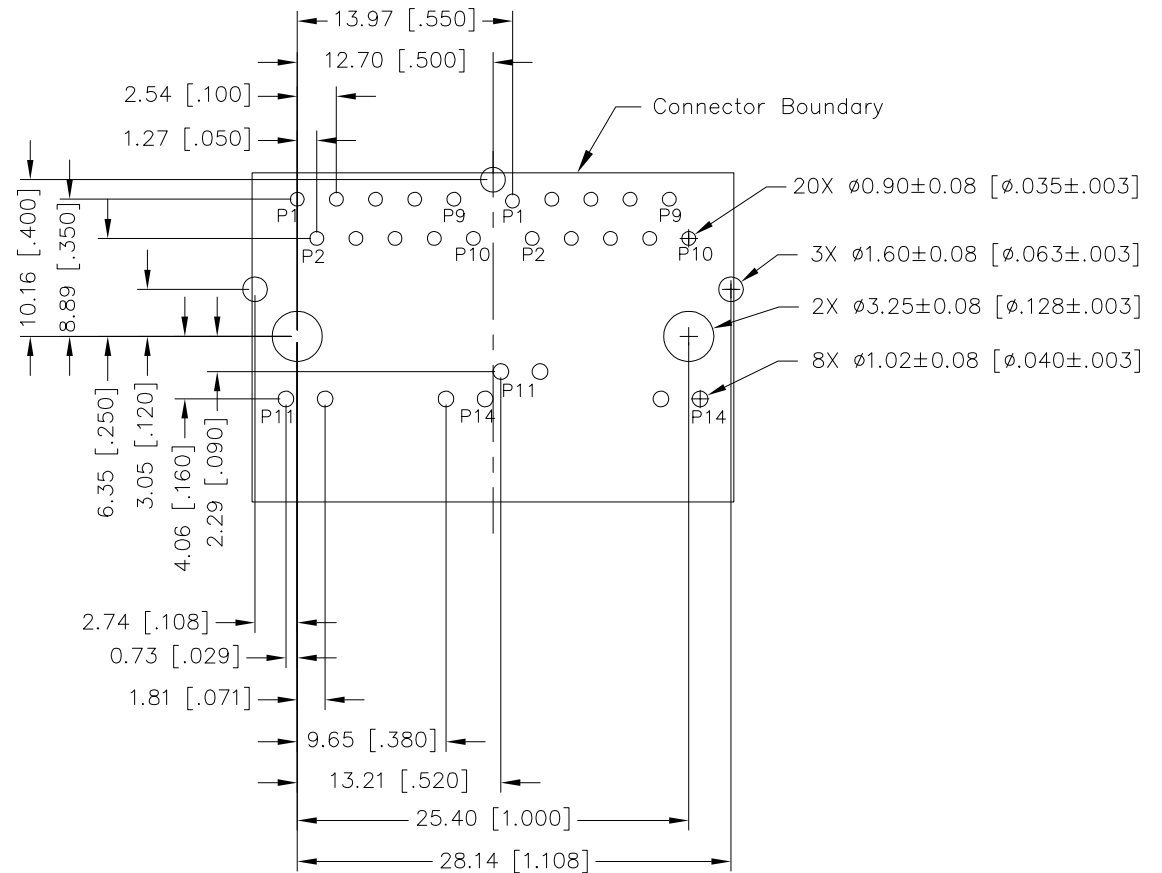 13.97 [.550]
12.70 [.500]
2.54 [.100]
1.27 [.050]
Connector Boundary
20X ø0.90±0.08 [ø.035±.003]
3X ø1.60±0.08 [ø.063±.003]
2X ø3.25±0.08 [ø.128±.003]
8X ø1.02±0.08 [ø.040±.003]
P1
P9
P1
P9
P2
P10
P2
P10
P11
P11
P14
P14
10.16 [.400]
8.89 [.350]
6.35 [.250]
3.05 [.120]
4.06 [.160]
2.29 [.090]
2.74 [.108]
0.73 [.029]
1.81 [.071]
9.65 [.380]
13.21 [.520]
25.40 [1.000]
28.14 [1.108]